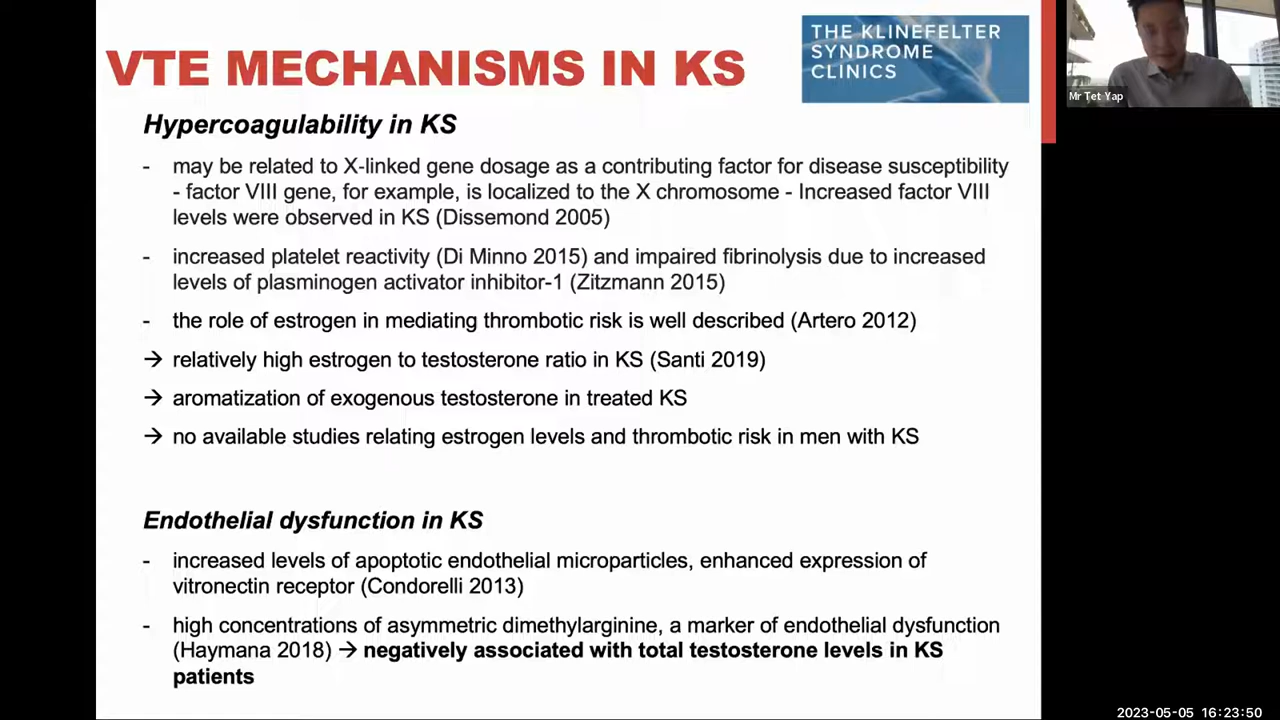 VTE MECHANISMS IN KS
THE KLINEFELTER
SYNDROME
CLINICS
Mr Tet Yap
Hypercoagulability in KS
- may be related to X-linked gene dosage as a contributing factor for disease susceptibility
- factor VIII gene, for example, is localized to the X chromosome - Increased factor VIII
levels were observed in KS (Dissemond 2005)
- increased platelet reactivity (Di Minno 2015) and impaired fibrinolysis due to increased
levels of plasminogen activator inhibitor-1 (Zitzmann 2015)
- the role of estrogen in mediating thrombotic risk is well described (Artero 2012)
→ relatively high estrogen to testosterone ratio in KS (Santi 2019)
→ aromatization of exogenous testosterone in treated KS
→ no available studies relating estrogen levels and thrombotic risk in men with KS
Endothelial dysfunction in KS
- increased levels of apoptotic endothelial microparticles, enhanced expression of
vitronectin receptor (Condorelli 2013)
- high concentrations of asymmetric dimethylarginine, a marker of endothelial dysfunction
(Haymana 2018) → negatively associated with total testosterone levels in KS
patients
2023-05-05 16:23:50